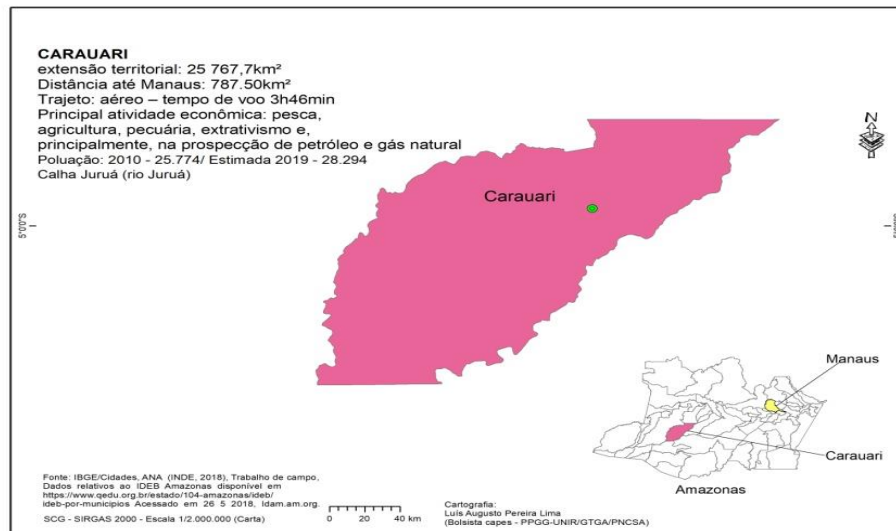 CARAUARI
extensão territorial: 25 767,7km²
Distância até Manaus: 787.50km²
Trajeto: aéreo – tempo de voo 3h46min
Principal atividade econômica: pesca,
agricultura, pecuária, extrativismo e,
principalmente, na prospecção de petróleo e gás natural
Poluação: 2010 - 25.774/ Estimada 2019 - 28.294
Calha Juruá (rio Juruá)
N
Carauari
5°0'0"S
Manaus
Carauari
Amazonas
Fonte: IBGE/Cidades, ANA (INDE, 2018), Trabalho de campo,
Dados relativos ao IDEB Amazonas disponível em
https://www.qedu.org.br/estado/104-amazonas/ideb/
ideb-por-municipios Acessado em 26 5 2018, Idam.am.org.
SCG - SIRGAS 2000 - Escala 1/2.000.000 (Carta)
0 20 40 km
Cartografia:
Luís Augusto Pereira Lima
(Bolsista capes - PPGG-UNIR/GTGA/PNCSA)